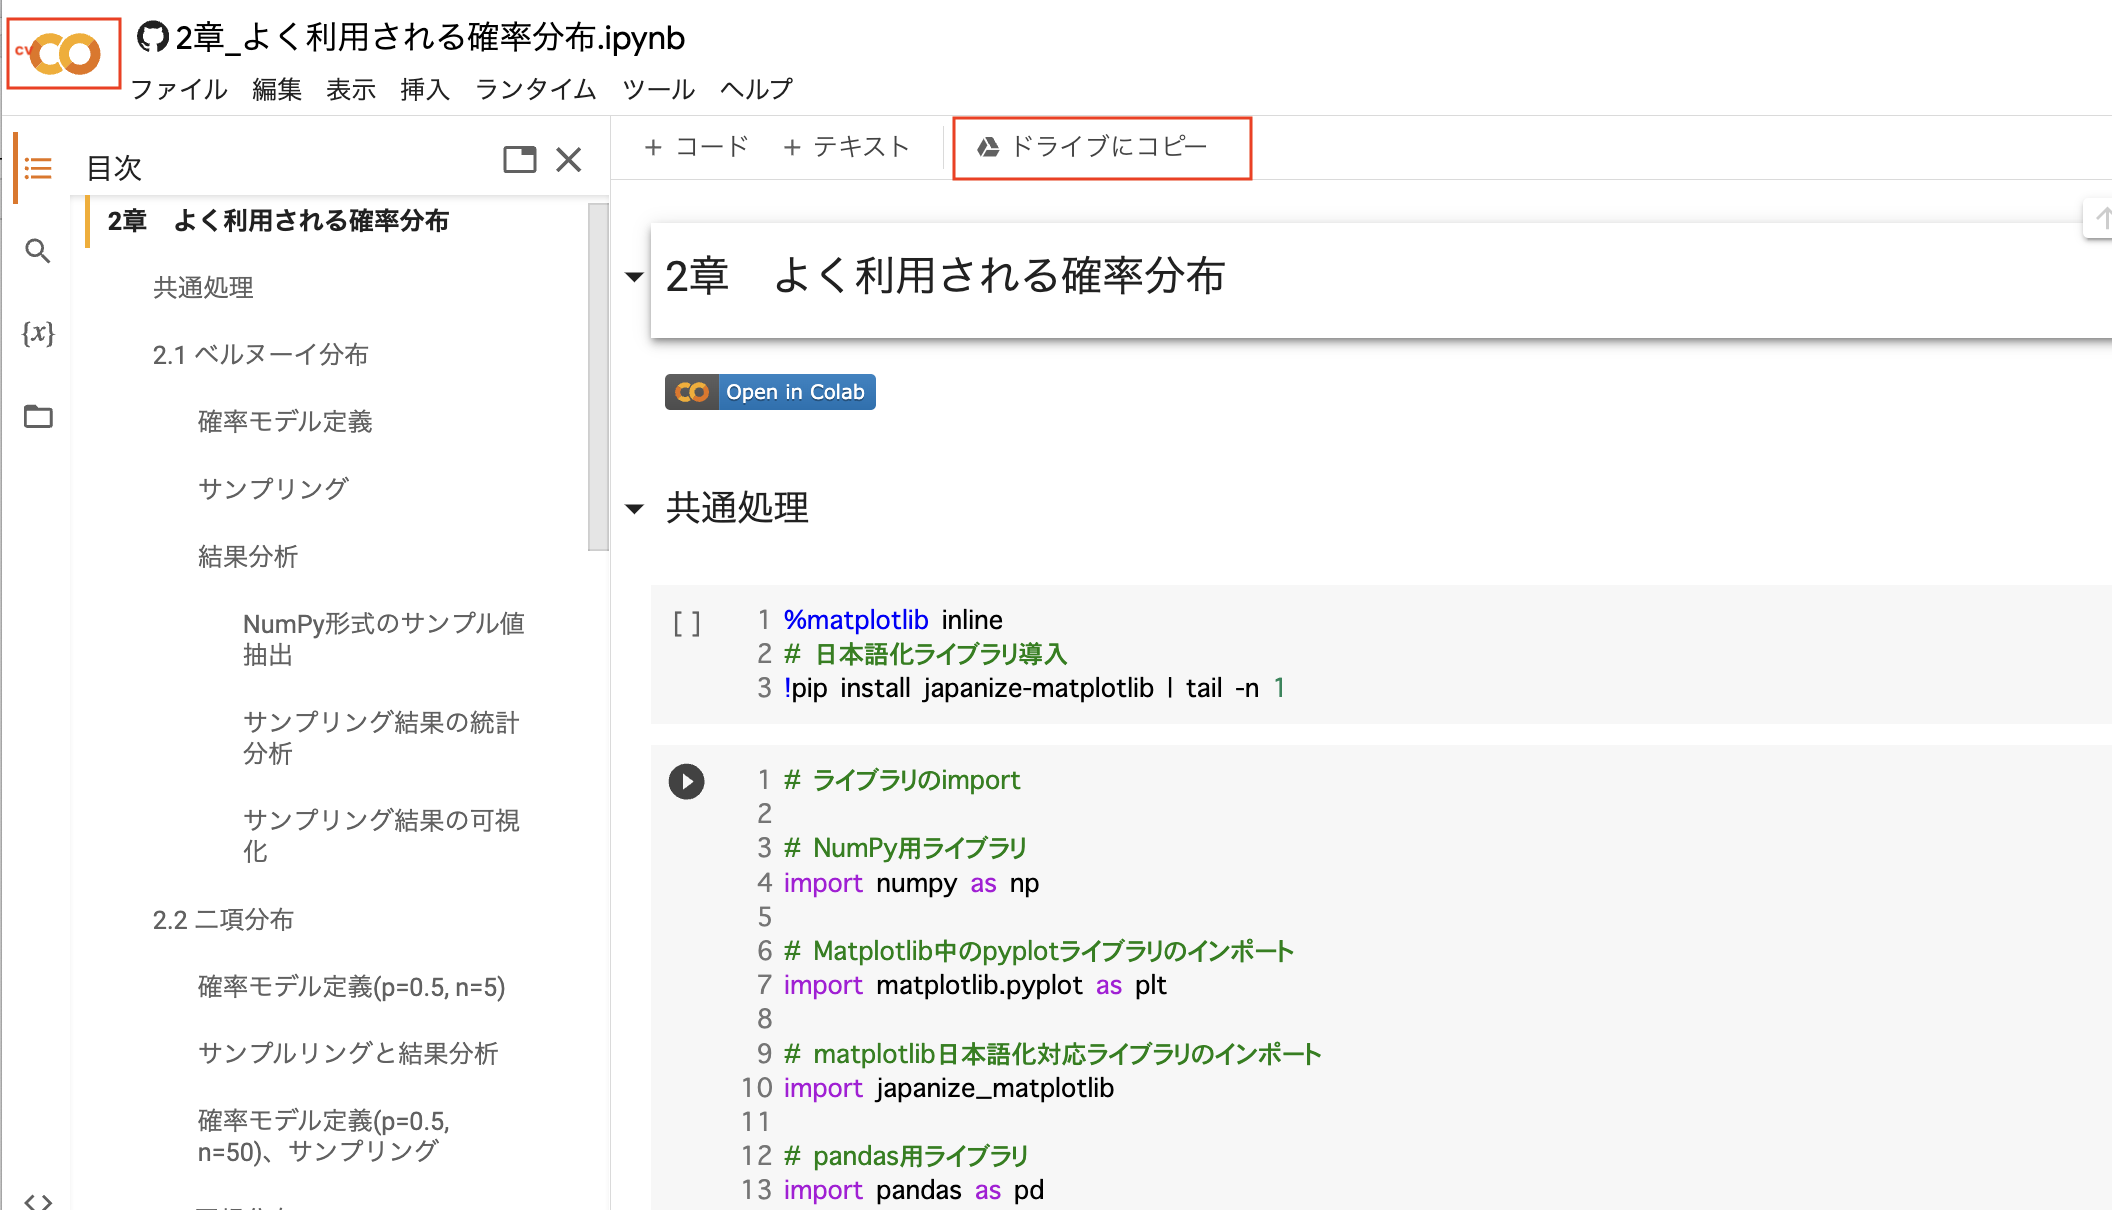 cv
2章_よく利用される確率分布.ipynb
ファイル 編集 表示 挿入 ランタイム ツール ヘルプ
目次
2章　よく利用される確率分布
共通処理
2.1 ベルヌーイ分布
確率モデル定義
サンプリング
結果分析
NumPy形式のサンプル値
抽出
サンプリング結果の統計
分析
サンプリング結果の可視
化
2.2 二項分布
確率モデル定義(p=0.5, n=5)
サンプルリングと結果分析
確率モデル定義(p=0.5,
n=50)、サンプリング
+ コード + テキスト ドライブにコピー
2章　よく利用される確率分布
Open in Colab
共通処理
[ ]
1 %matplotlib inline
2 # 日本語化ライブラリ導入
3 !pip install japanize-matplotlib | tail -n 1
1 # ライブラリのimport
2
3 # NumPy用ライブラリ
4 import numpy as np
5
6 # Matplotlib中のpyplotライブラリのインポート
7 import matplotlib.pyplot as plt
8
9 # matplotlib日本語化対応ライブラリのインポート
10 import japanize_matplotlib
11
12 # pandas用ライブラリ
13 import pandas as pd
{x}
<>